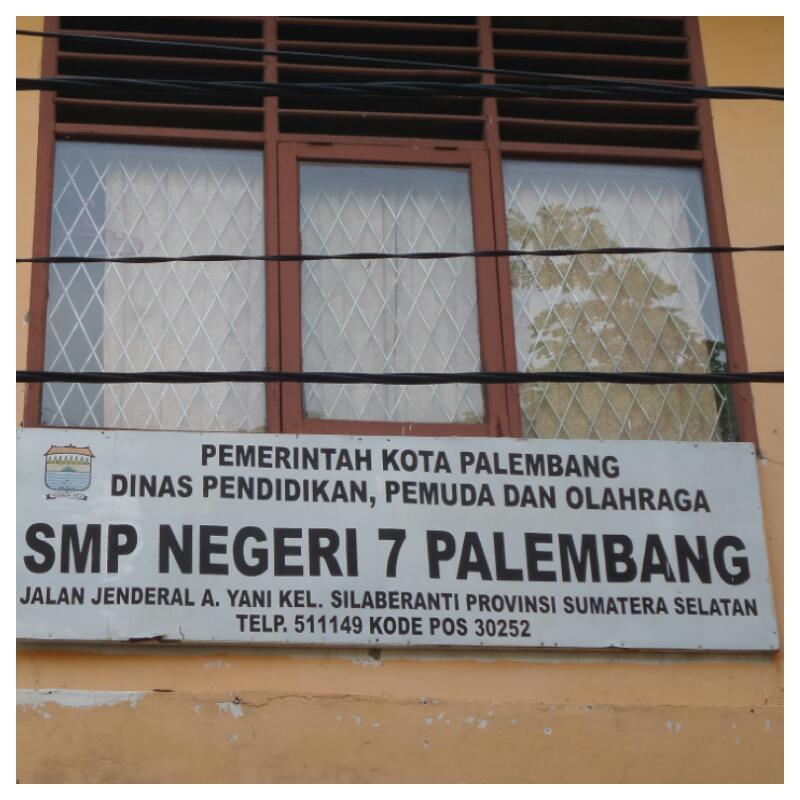 PEMERINTAH KOTA PALEMBANG
DINAS PENDIDIKAN, PEMUDA DAN OLAHRAGA
SMP NEGERI 7 PALEMBANG
JALAN JENDERAL A. YANI KEL. SILABERANTI PROVINSI SUMATERA SELATAN
TELP. 511149 KODE POS 30252